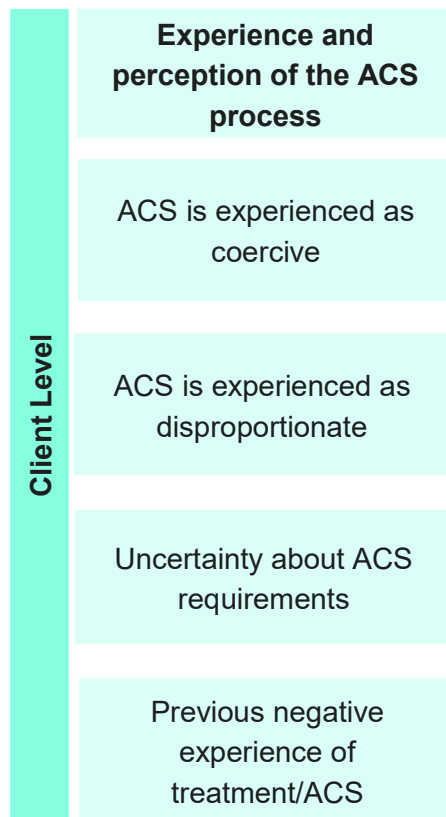 Client Level
Experience and
perception of the ACS
process
ACS is experienced as
coercive
ACS is experienced as
disproportionate
Uncertainty about ACS
requirements
Previous negative
experience of
treatment/ACS